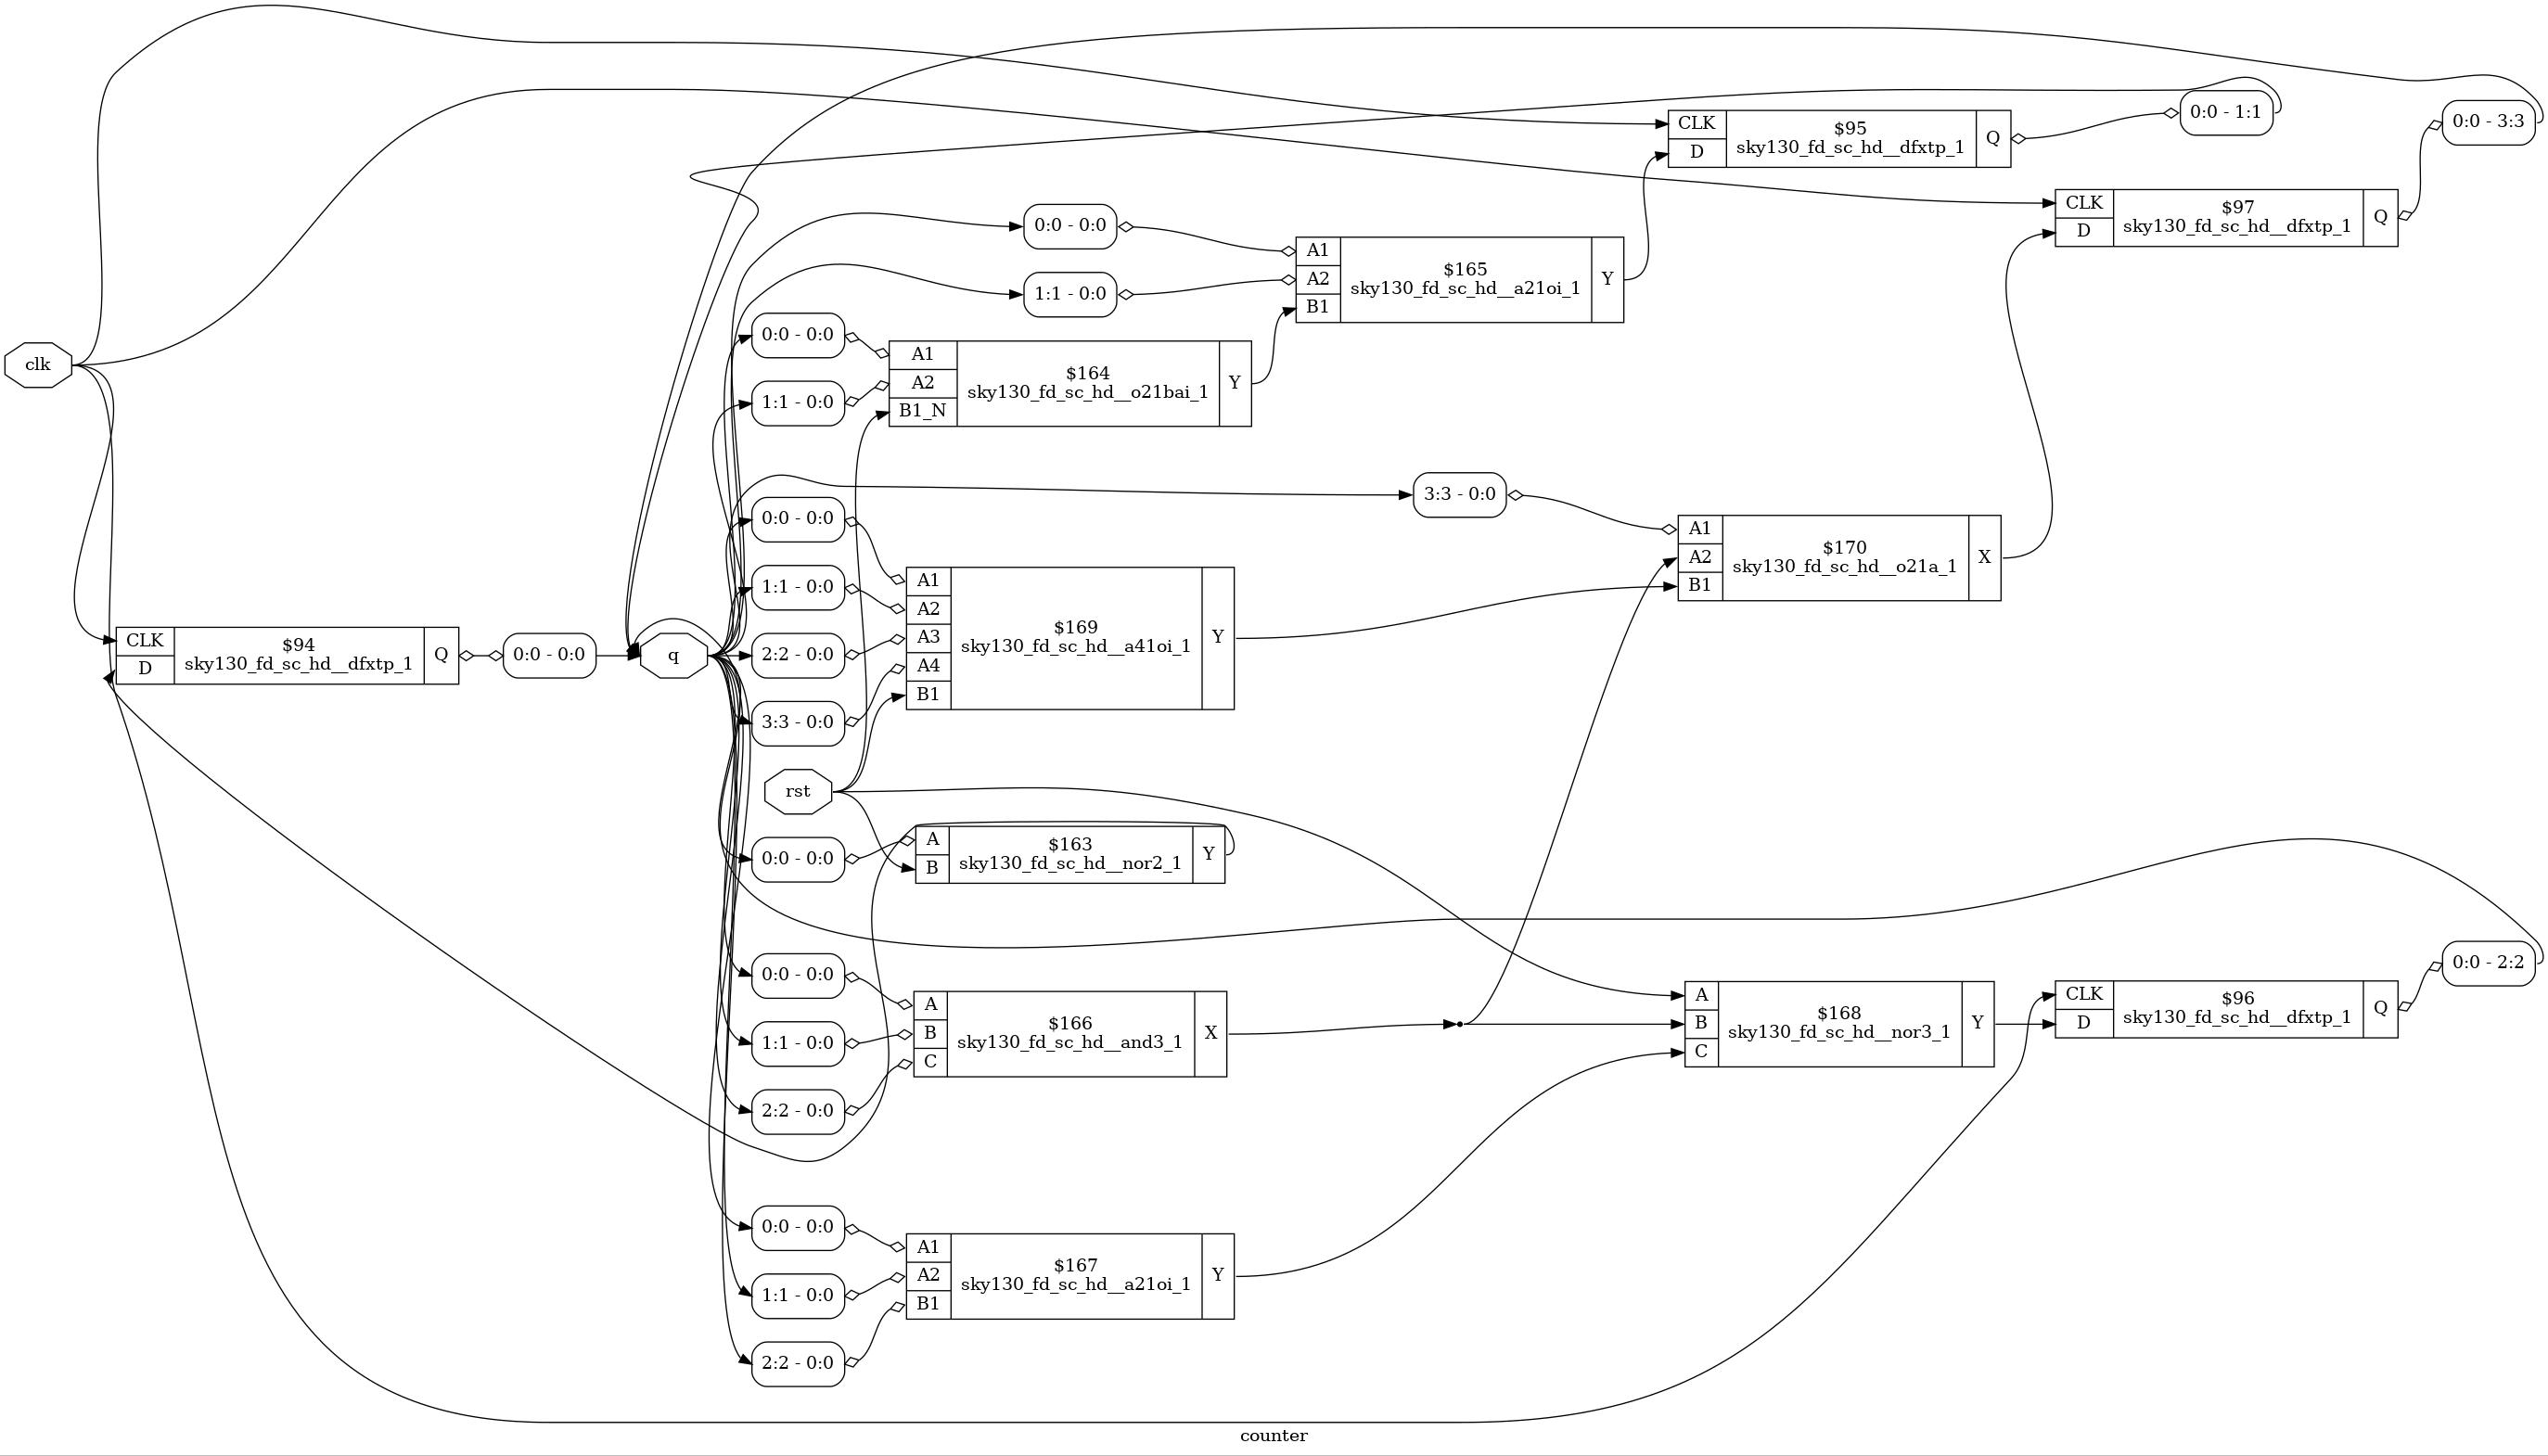 clk
CLK
D
$94
sky130_fd_sc_hd__dfxtp_1
Q
0:0 - 0:0
q
0:0 - 0:0
1:1 - 0:0
0:0 - 0:0
1:1 - 0:0
A1
A2
B1_N
$164
sky130_fd_sc_hd__o21bai_1
Y
A1
A2
B1
$165
sky130_fd_sc_hd__a21oi_1
Y
CLK
D
$95
sky130_fd_sc_hd__dfxtp_1
Q
0:0 - 1:1
0:0 - 3:3
CLK
D
$97
sky130_fd_sc_hd__dfxtp_1
Q
3:3 - 0:0
0:0 - 0:0
1:1 - 0:0
2:2 - 0:0
3:3 - 0:0
A1
A2
A3
A4
B1
$169
sky130_fd_sc_hd__a41oi_1
Y
A1
A2
B1
$170
sky130_fd_sc_hd__o21a_1
X
rst
0:0 - 0:0
A
B
$163
sky130_fd_sc_hd__nor2_1
Y
0:0 - 0:0
1:1 - 0:0
2:2 - 0:0
A
B
C
$166
sky130_fd_sc_hd__and3_1
X
A
B
C
$168
sky130_fd_sc_hd__nor3_1
Y
CLK
D
$96
sky130_fd_sc_hd__dfxtp_1
Q
0:0 - 2:2
0:0 - 0:0
1:1 - 0:0
2:2 - 0:0
A1
A2
B1
$167
sky130_fd_sc_hd__a21oi_1
Y
counter